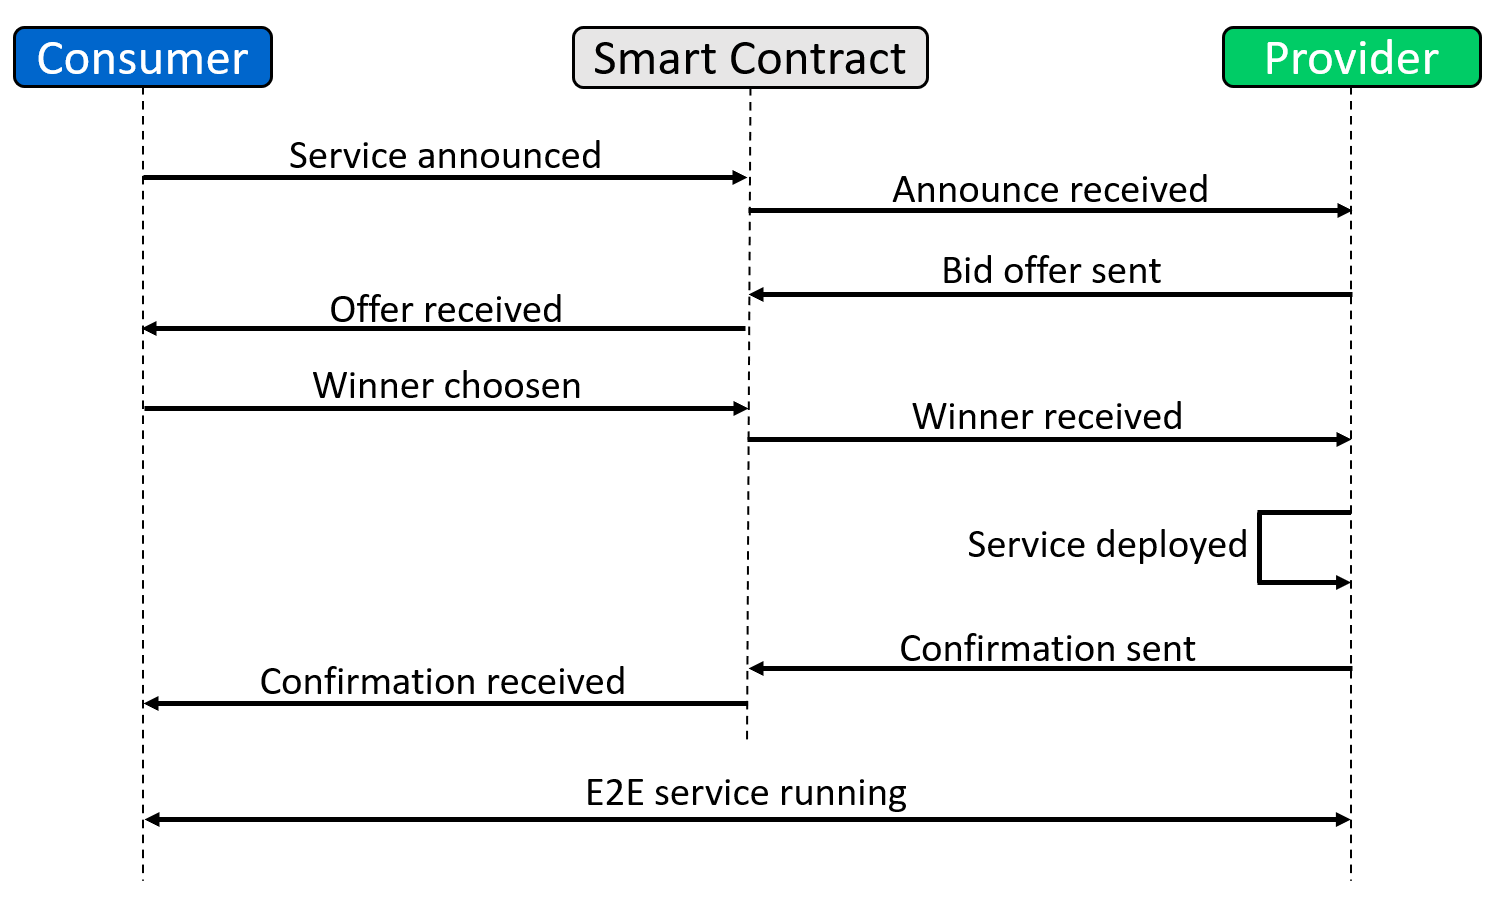 Consumer
Smart Contract
Provider
Service announced
Announce received
Bid offer sent
Offer received
Winner choosen
Winner received
Service deployed
Confirmation sent
Confirmation received
E2E service running